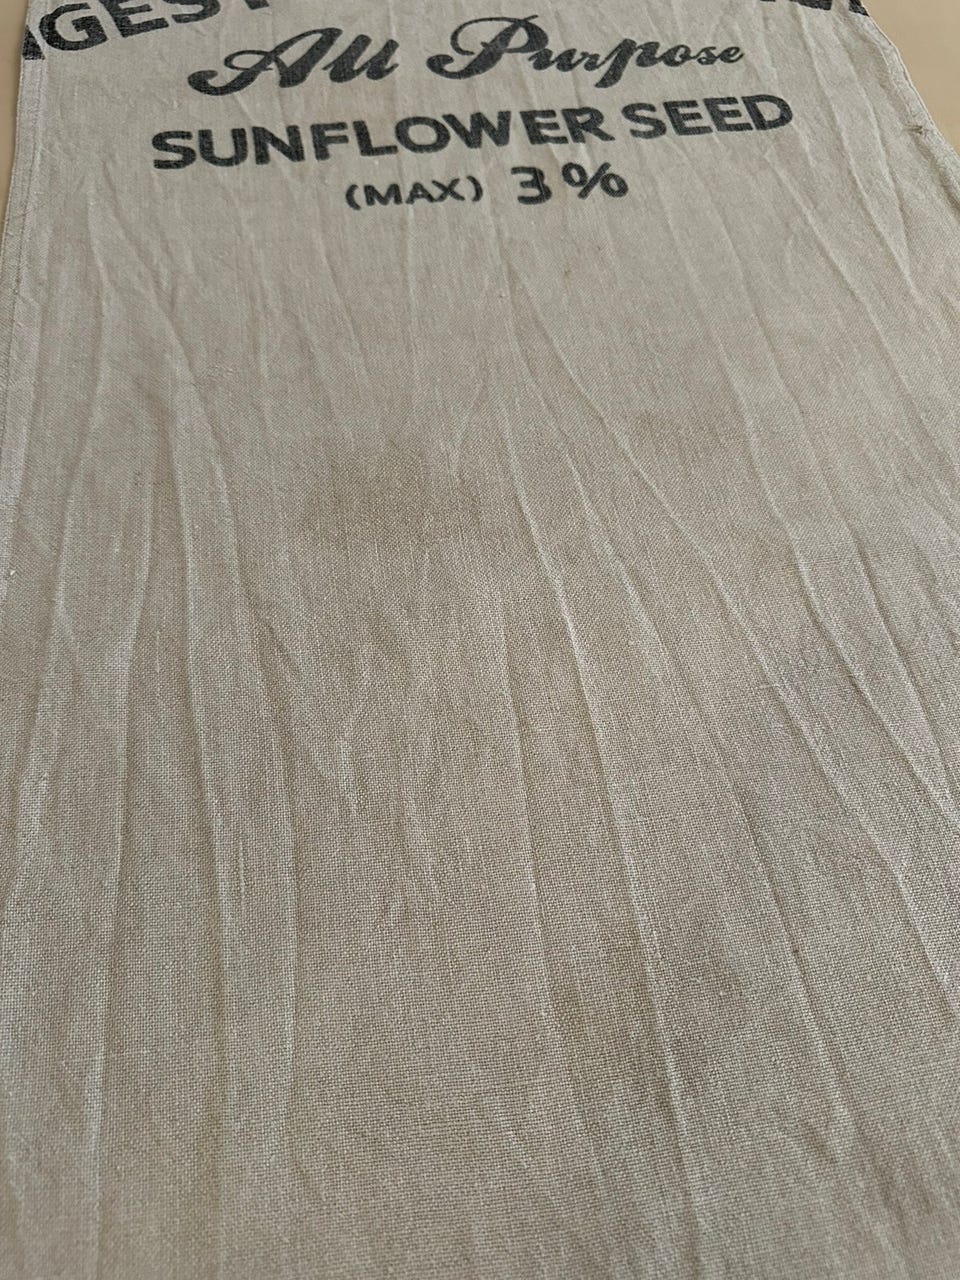 All Purpose
SUNFLOWER SEED
(MAX) 3%